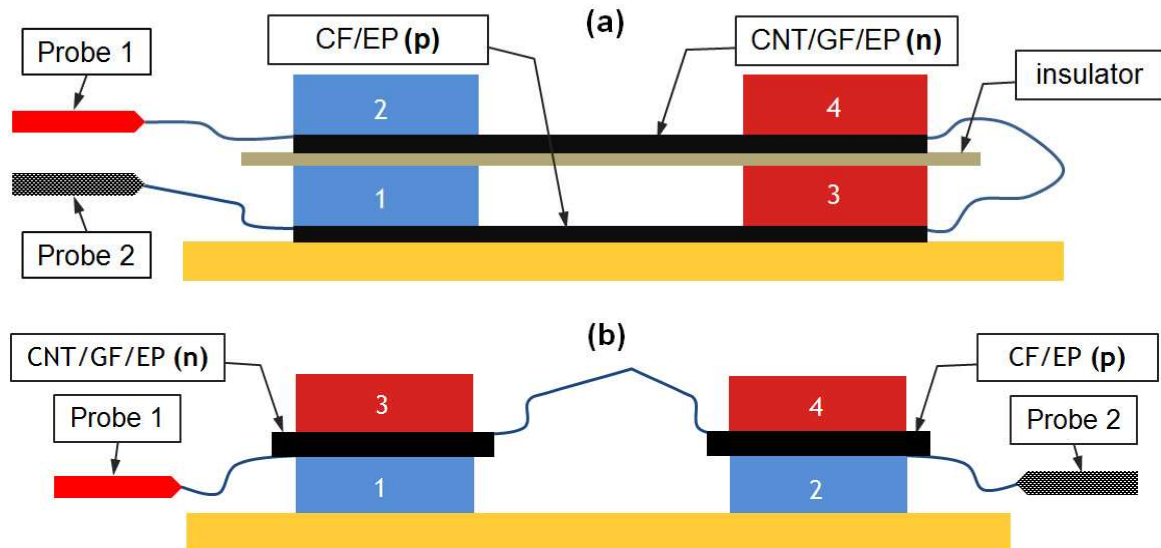 (a)
Probe 1
CF/EP (p)
CNT/GF/EP (n)
insulator
2
4
1
3
Probe 2
(b)
CNT/GF/EP (n)
CF/EP (p)
Probe 1
3
4
Probe 2
1
2